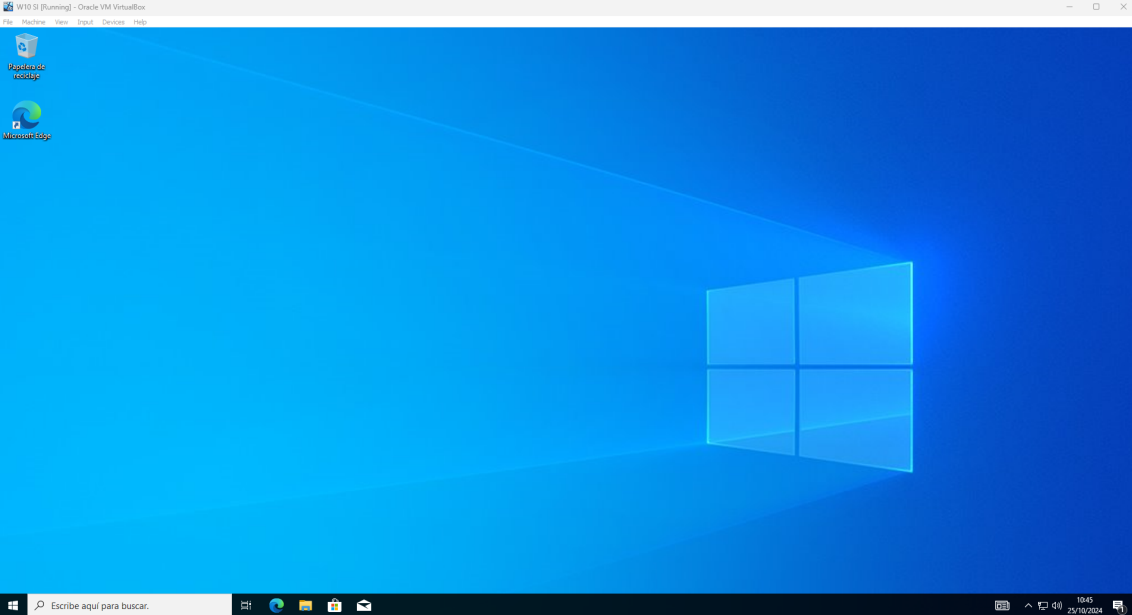 W10 SI [Running] - Oracle VM VirtualBox
File Machine View Input Devices Help
Papelera de
reciclaje
Microsoft Edge
Escribe aquí para buscar.
10:45
25/10/2024
1